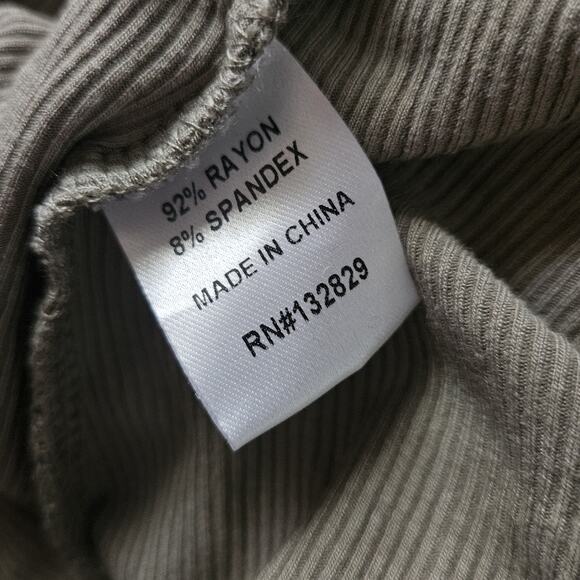 92% RAYON
8% SPANDEX
MADE IN CHINA
RN#132829